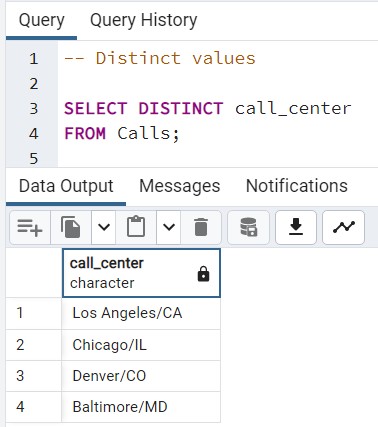 Query Query History
1 -- Distinct values
2
3 SELECT DISTINCT call_center
4 FROM Calls;
5
Data Output Messages Notifications
call_center
character
1 Los Angeles/CA
2 Chicago/IL
3 Denver/CO
4 Baltimore/MD